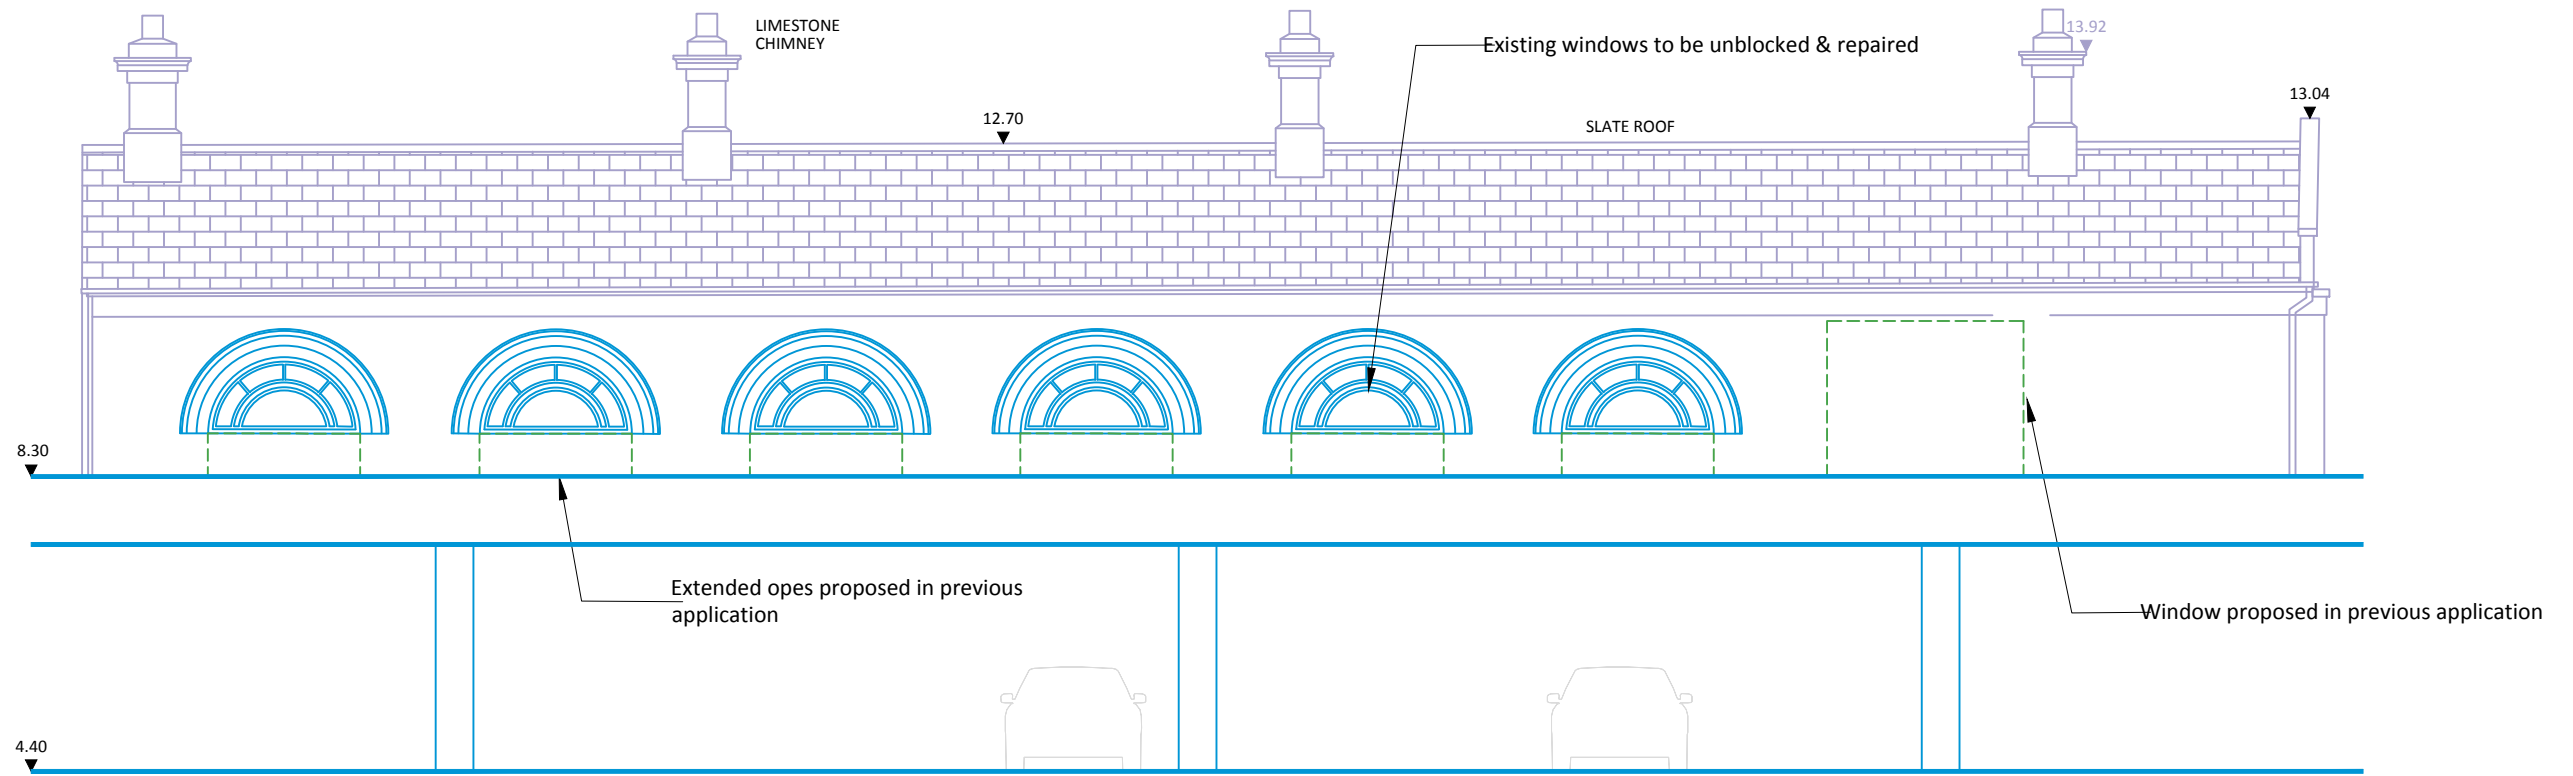 LIMESTONE
CHIMNEY
Existing windows to be unblocked & repaired
13.92
13.04
12.70
SLATE ROOF
8.30
Extended opes proposed in previous
application
Window proposed in previous application
4.40